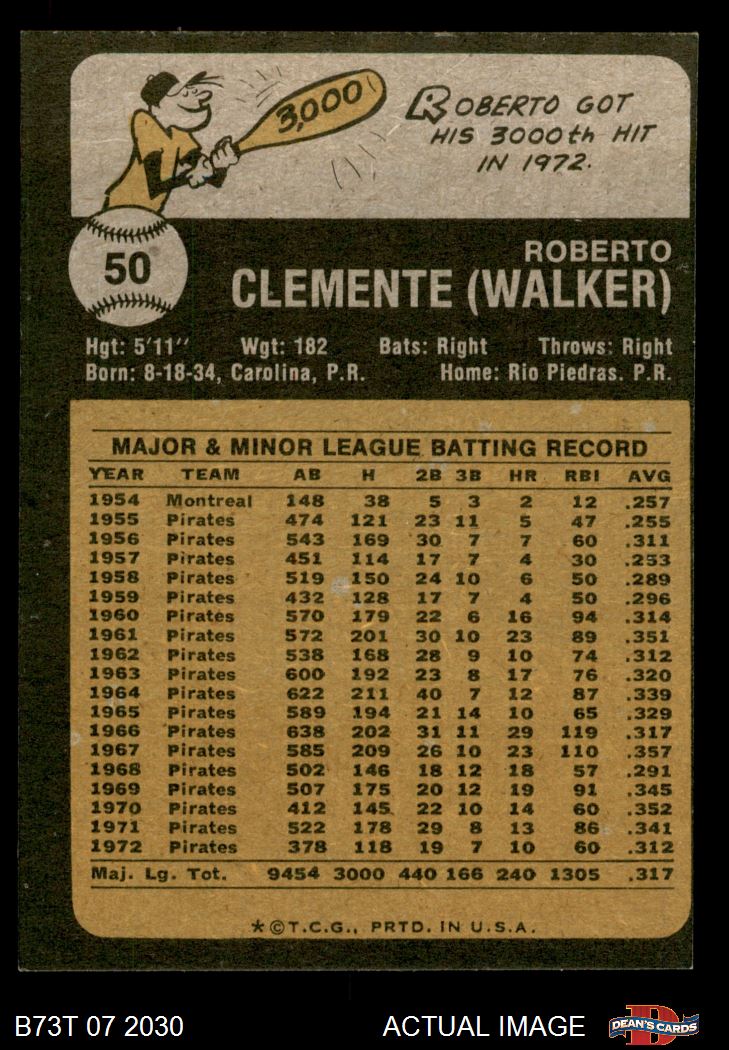 3,000
ROBERTO GOT
HIS 3000th HIT
IN 1972.
50
ROBERTO
CLEMENTE (WALKER)
Hgt: 5'11" Wgt: 182 Bats: Right Throws: Right
Born: 8-18-34, Carolina, P.R. Home: Rio Piedras. P.R.
MAJOR & MINOR LEAGUE BATTING RECORD
YEAR TEAM AB H 2B 3B HR RBI AVG
1954 Montreal 148 38 5 3 2 12 .257
1955 Pirates 474 121 23 11 5 47 .255
1956 Pirates 543 169 30 7 7 60 .311
1957 Pirates 451 114 17 7 4 30 .253
1958 Pirates 519 150 24 10 6 50 .289
1959 Pirates 432 128 17 7 4 50 .296
1960 Pirates 570 179 22 6 16 94 .314
1961 Pirates 572 201 30 10 23 89 .351
1962 Pirates 538 168 28 9 10 74 .312
1963 Pirates 600 192 23 8 17 76 .320
1964 Pirates 622 211 40 7 12 87 .339
1965 Pirates 589 194 21 14 10 65 .329
1966 Pirates 638 202 31 11 29 119 .317
1967 Pirates 585 209 26 10 23 110 .357
1968 Pirates 502 146 18 12 18 57 .291
1969 Pirates 507 175 20 12 19 91 .345
1970 Pirates 412 145 22 10 14 60 .352
1971 Pirates 522 178 29 8 13 86 .341
1972 Pirates 378 118 19 7 10 60 .312
Maj. Lg. Tot. 9454 3000 440 166 240 1305 .317
*©T.C.G., PRTD. IN U.S.A.
B73T 07 2030 ACTUAL IMAGE
DEAN'S CARDS